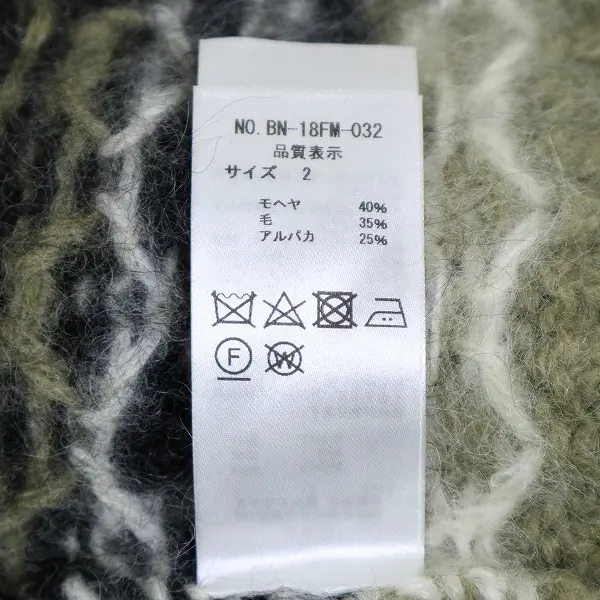 NO.BN-18FM-032
品質表示
サイズ 2
モヘヤ 40%
毛 35%
アルパカ 25%
F
W